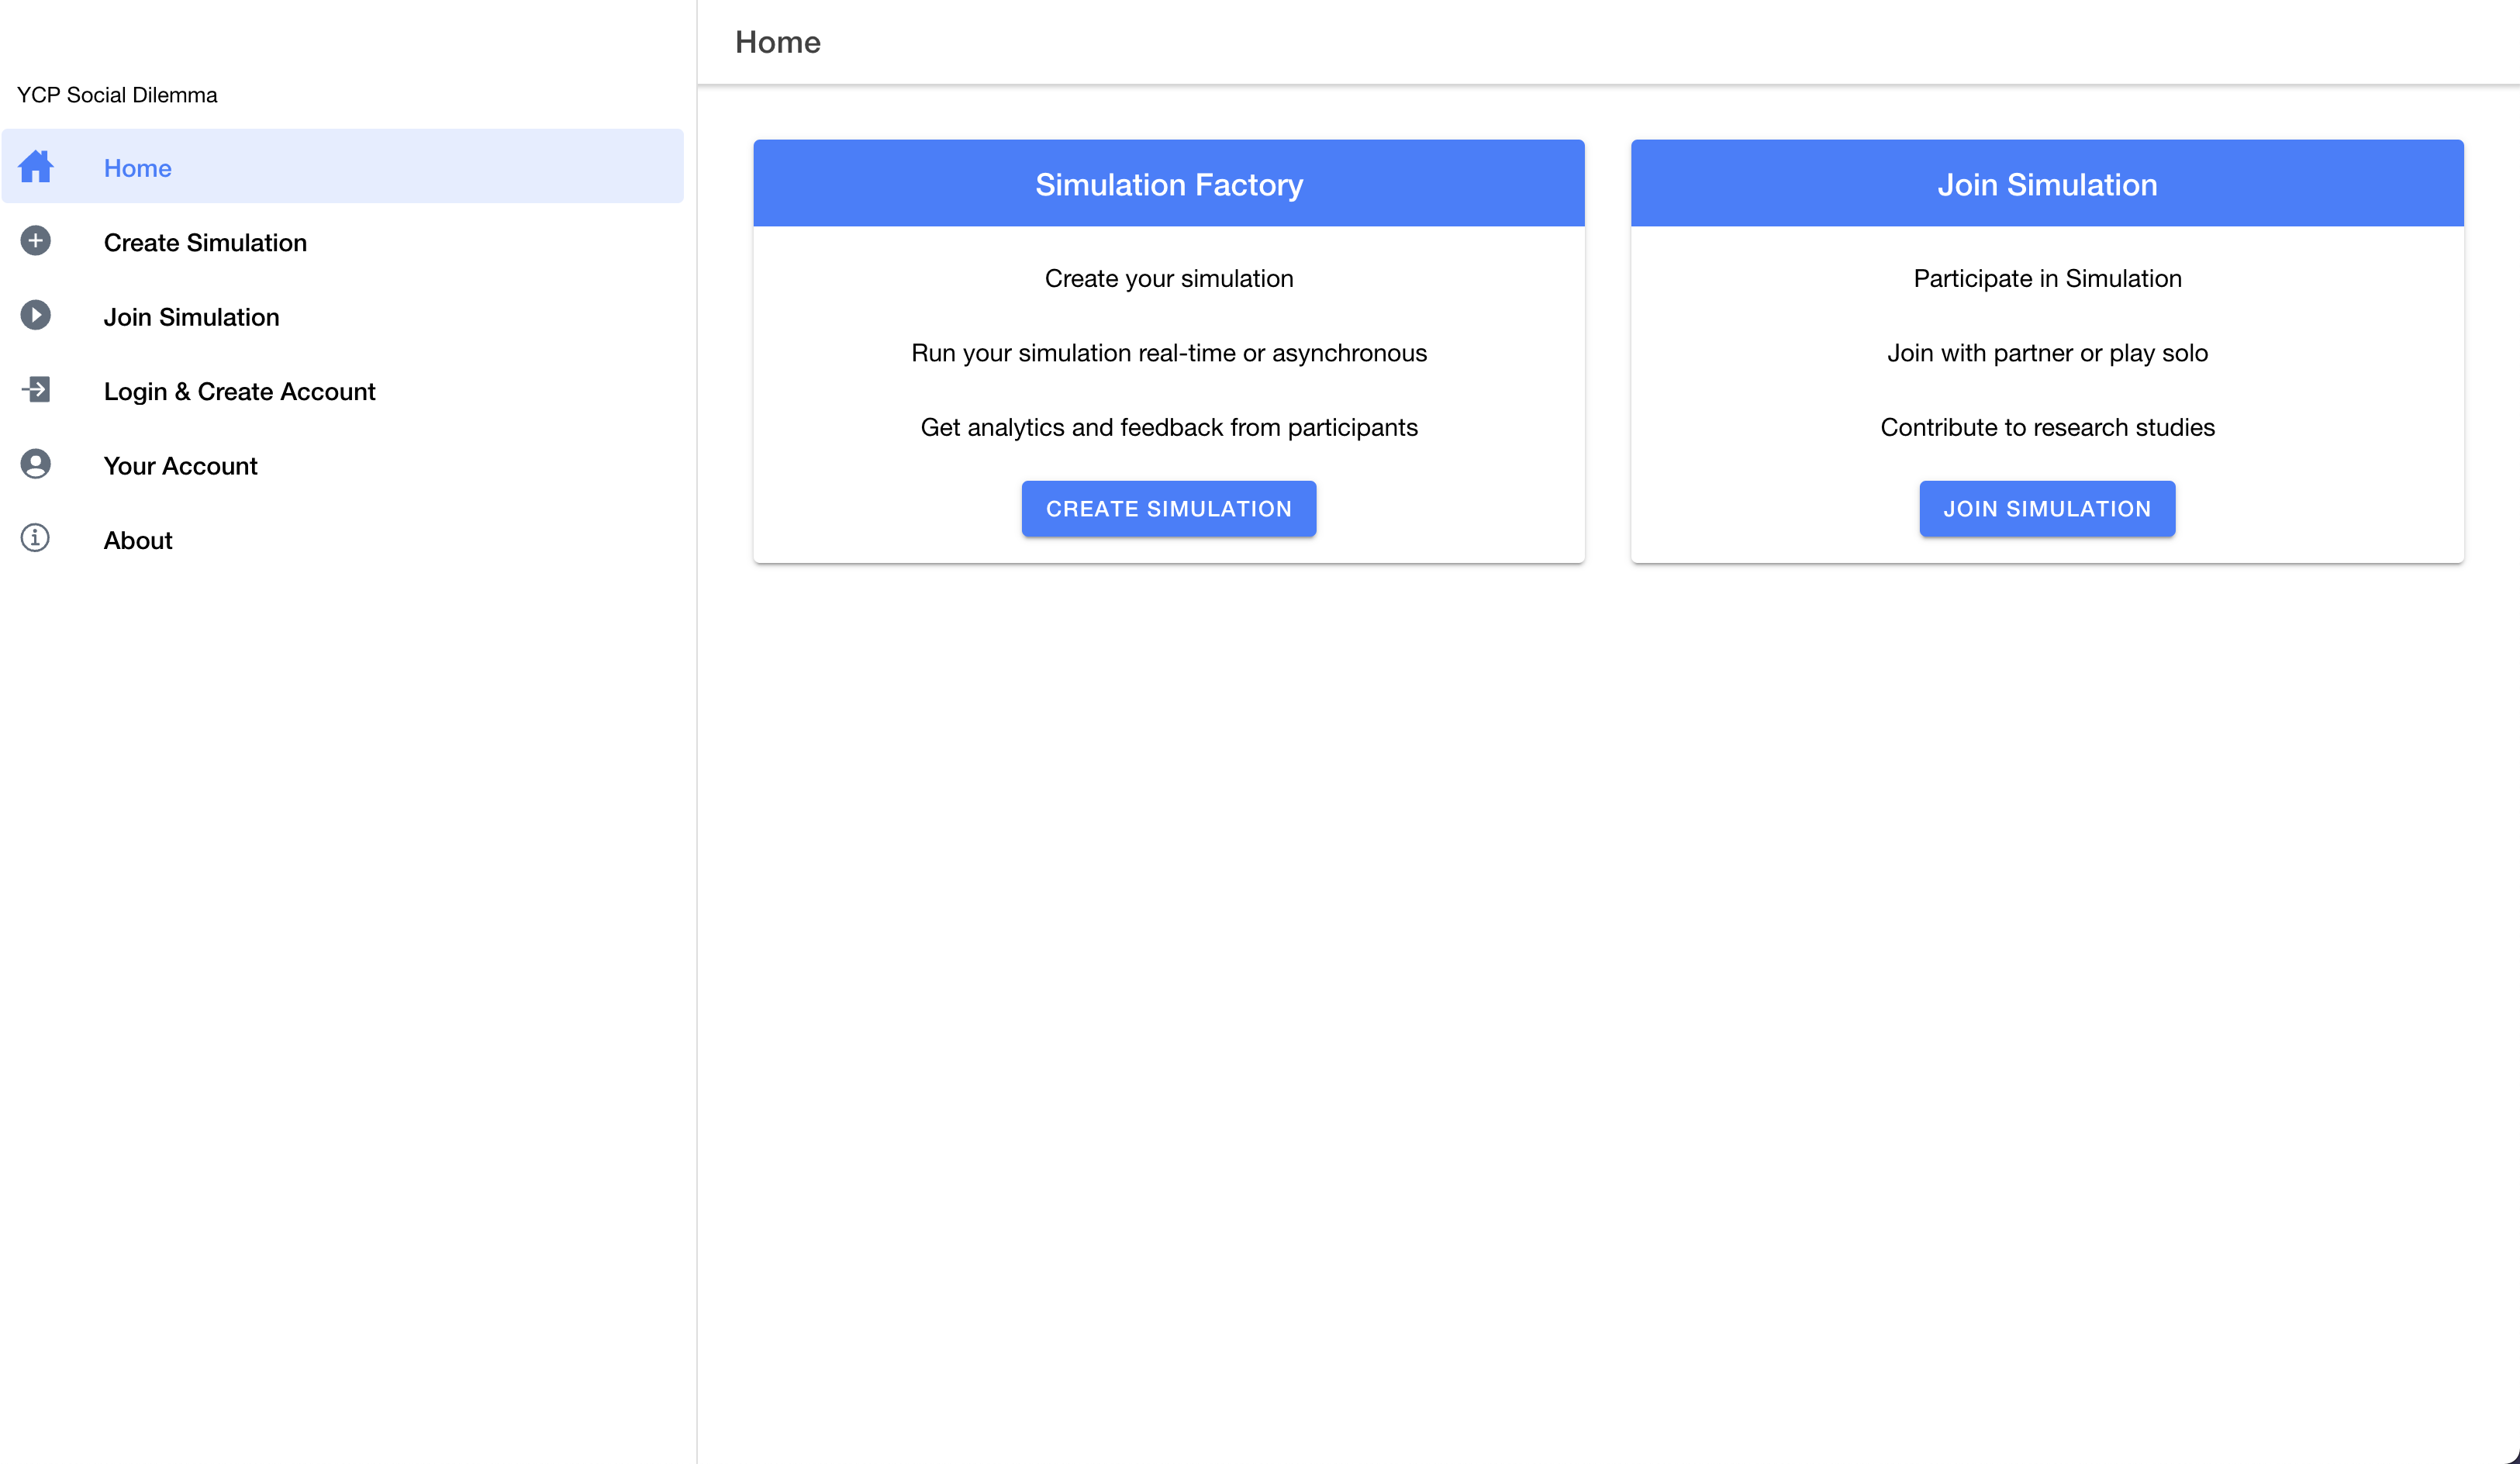 YCP Social Dilemma
Home
Create Simulation
Join Simulation
Login & Create Account
Your Account
About
Home
Simulation Factory
Create your simulation
Run your simulation real-time or asynchronous
Get analytics and feedback from participants
CREATE SIMULATION
Join Simulation
Participate in Simulation
Join with partner or play solo
Contribute to research studies
JOIN SIMULATION